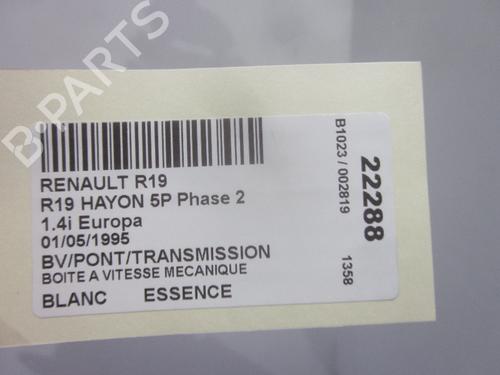 B-PARTS
RENAULT R19
R19 HAYON 5P Phase 2
1.4i Europa
01/05/1995
BV/PONT/TRANSMISSION
BOITE A VITESSE MECANIQUE
BLANC ESSENCE
B1023 / 002819
1358
22288